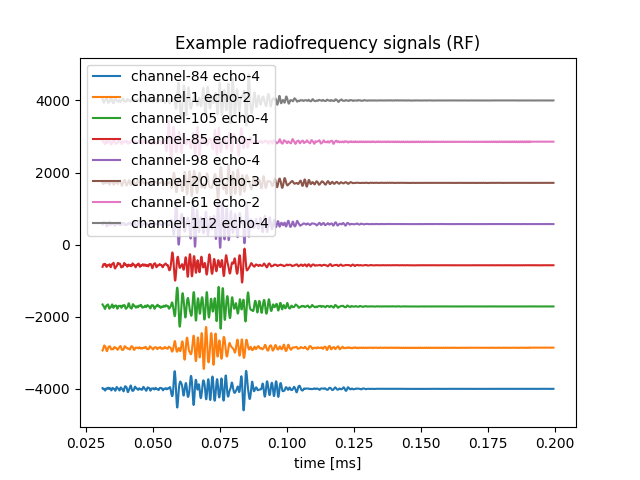 Example radiofrequency signals (RF)
channel-84 echo-4
channel-1 echo-2
channel-105 echo-4
channel-85 echo-1
channel-98 echo-4
channel-20 echo-3
channel-61 echo-2
channel-112 echo-4
4000
2000
0
−2000
−4000
0.025 0.050 0.075 0.100 0.125 0.150 0.175 0.200
time [ms]